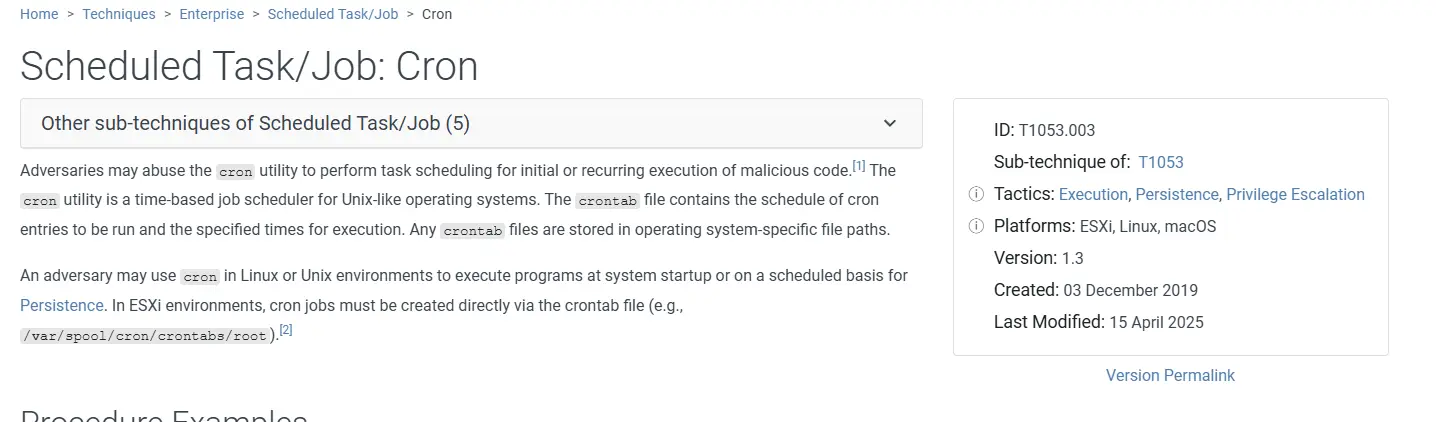 Home > Techniques > Enterprise > Scheduled Task/Job > Cron
Scheduled Task/Job: Cron
Other sub-techniques of Scheduled Task/Job (5)
Adversaries may abuse the cron utility to perform task scheduling for initial or recurring execution of malicious code.[1] The
cron utility is a time-based job scheduler for Unix-like operating systems. The crontab file contains the schedule of cron
entries to be run and the specified times for execution. Any crontab files are stored in operating system-specific file paths.
An adversary may use cron in Linux or Unix environments to execute programs at system startup or on a scheduled basis for
Persistence. In ESXi environments, cron jobs must be created directly via the crontab file (e.g.,
/var/spool/cron/crontabs/root).[2]
ID: T1053.003
Sub-technique of: T1053
Tactics: Execution, Persistence, Privilege Escalation
Platforms: ESXi, Linux, macOS
Version: 1.3
Created: 03 December 2019
Last Modified: 15 April 2025
Version Permalink
Procedure Examples